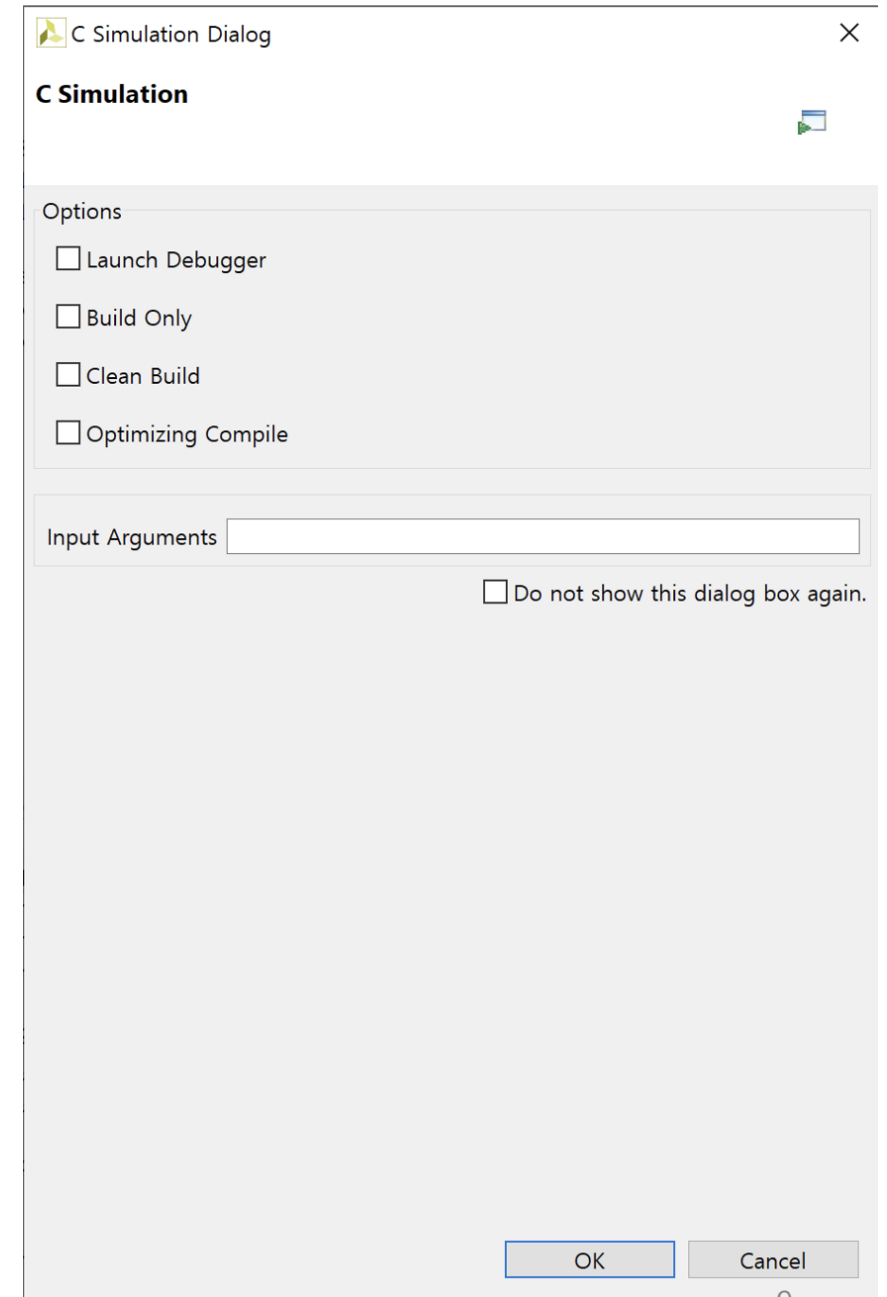 C Simulation Dialog
C Simulation
Options
Launch Debugger
Build Only
Clean Build
Optimizing Compile
Input Arguments
Do not show this dialog box again.
OK
Cancel